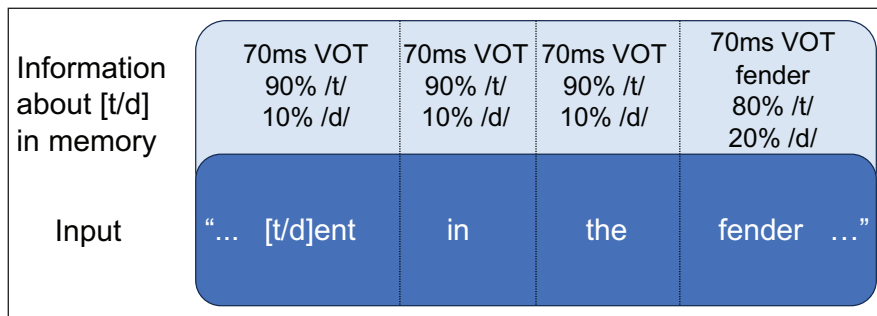 Information
about [t/d]
in memory
70ms VOT
90% /t/
10% /d/
70ms VOT
90% /t/
10% /d/
70ms VOT
90% /t/
10% /d/
70ms VOT
fender
80% /t/
20% /d/
Input
“... [t/d]ent in the fender ...”